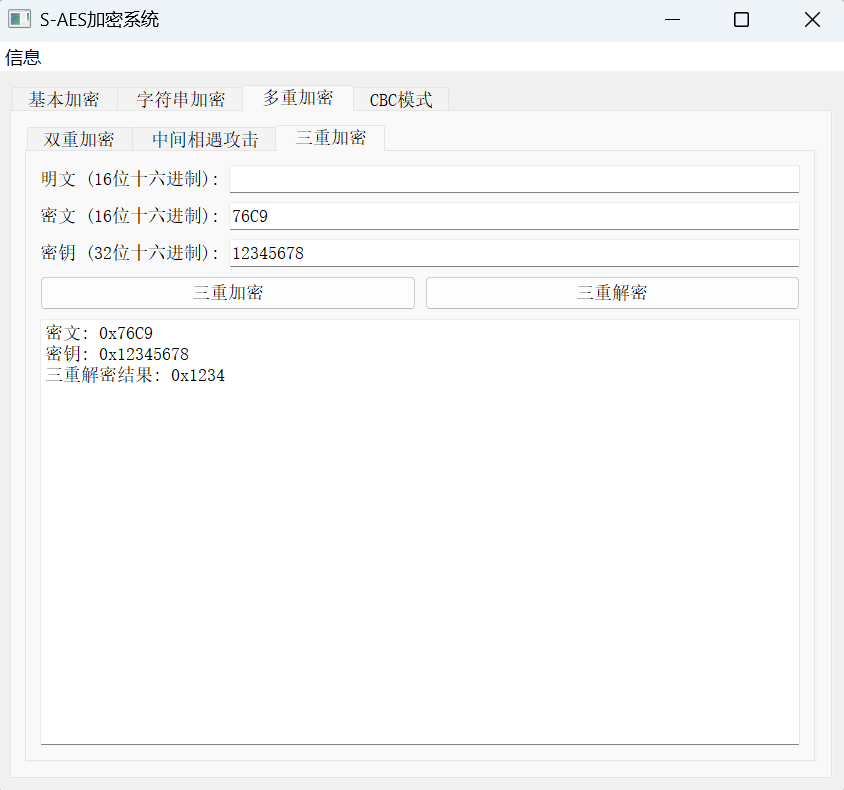 S-AES加密系统
信息
基本加密 字符串加密 多重加密 CBC模式
双重加密 中间相遇攻击 三重加密
明文 (16位十六进制):
密文 (16位十六进制): 76C9
密钥 (32位十六进制): 12345678
三重加密 三重解密
密文: 0x76C9
密钥: 0x12345678
三重解密结果: 0x1234